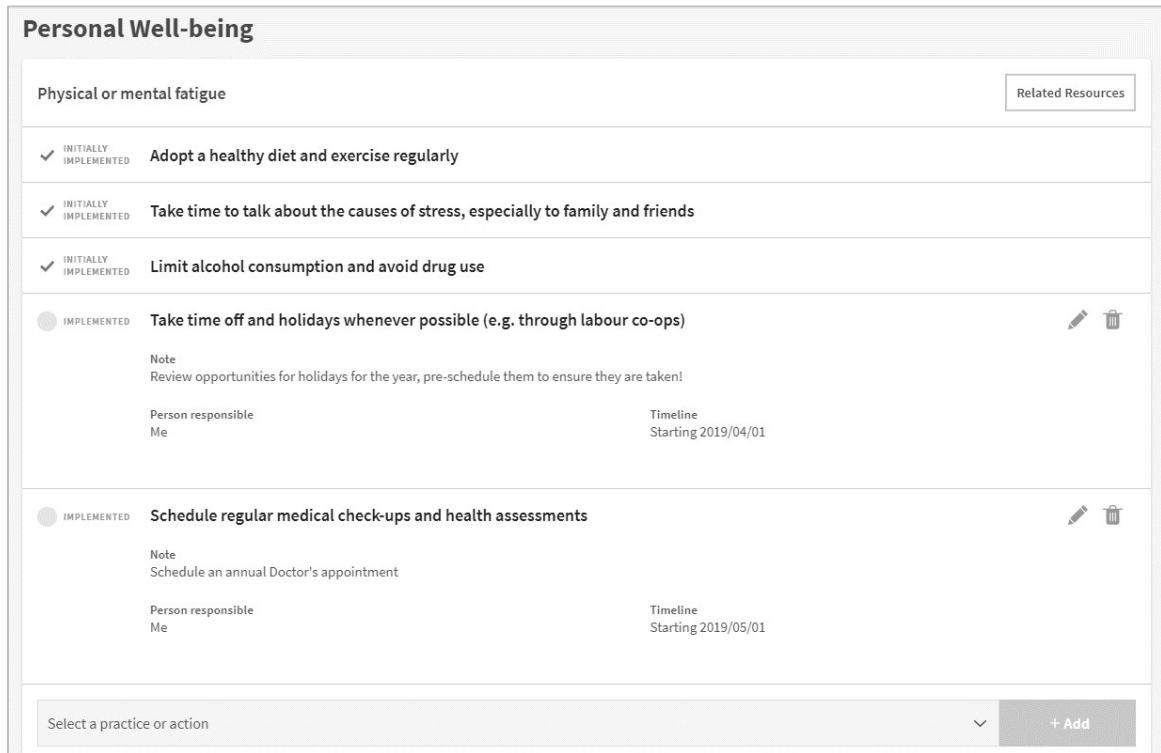 Personal Well-being
Physical or mental fatigue
Related Resources
INITIALLY
IMPLEMENTED
Adopt a healthy diet and exercise regularly
INITIALLY
IMPLEMENTED
Take time to talk about the causes of stress, especially to family and friends
INITIALLY
IMPLEMENTED
Limit alcohol consumption and avoid drug use
IMPLEMENTED
Take time off and holidays whenever possible (e.g. through labour co-ops)
Note
Review opportunities for holidays for the year, pre-schedule them to ensure they are taken!
Person responsible
Me
Timeline
Starting 2019/04/01
IMPLEMENTED
Schedule regular medical check-ups and health assessments
Note
Schedule an annual Doctor's appointment
Person responsible
Me
Timeline
Starting 2019/05/01
Select a practice or action
+ Add